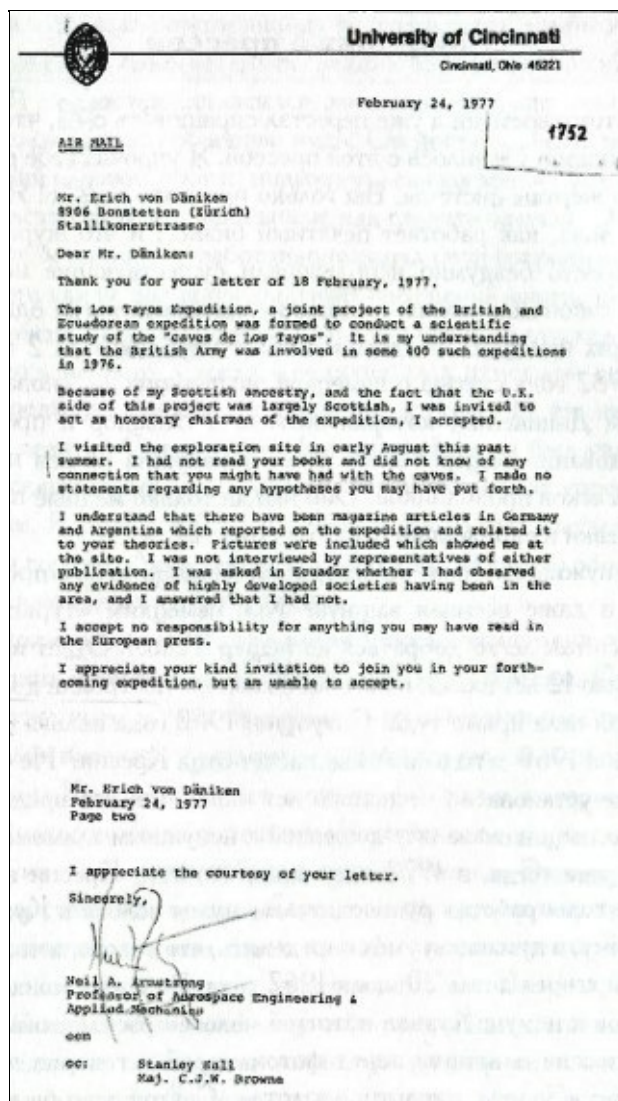 University of Cincinnati
Cincinnati, Ohio 45221
February 24, 1977
1752
AIR MAIL
Mr. Erich von Däniken
8906 Bonstetten (Zürich)
Stallikonerstrasse
Dear Mr. Däniken:
Thank you for your letter of 18 February, 1977.
The Los Tayos Expedition, a joint project of the British and
Ecuadorean expedition was formed to conduct a scientific
study of the "Caves de Los Tayos". It is my understanding
that the British Army was involved in some 400 such expeditions
in 1976.
Because of my Scottish ancestry, and the fact that the U.K.
side of this project was largely Scottish, I was invited to
act as honorary chairman of the expedition, I accepted.
I visited the exploration site in early August this past
summer. I had not read your books and did not know of any
connection that you might have had with the caves. I made no
statements regarding any hypothesis you may have put forth.
I understand that there have been magazine articles in Germany
and Argentina which reported on the expedition and related it
to your theories. Pictures were included which showed me at
the site. I was not interviewed by representatives of either
publication. I was asked in Ecuador whether I had observed
any evidence of highly developed societies having been in the
area, and I answered that I had not.
I accept no responsibility for anything you may have read in
the European press.
I appreciate your kind invitation to join you in your forth-
coming expedition, but am unable to accept.
Mr. Erich von Däniken
February 24, 1977
Page two
I appreciate the courtesy of your letter.
Sincerely,
Neil A. Armstrong
Professor of Aerospace Engineering &
Applied Mechanics
cc: Stanley Hall
Maj. C.J.W. Browne